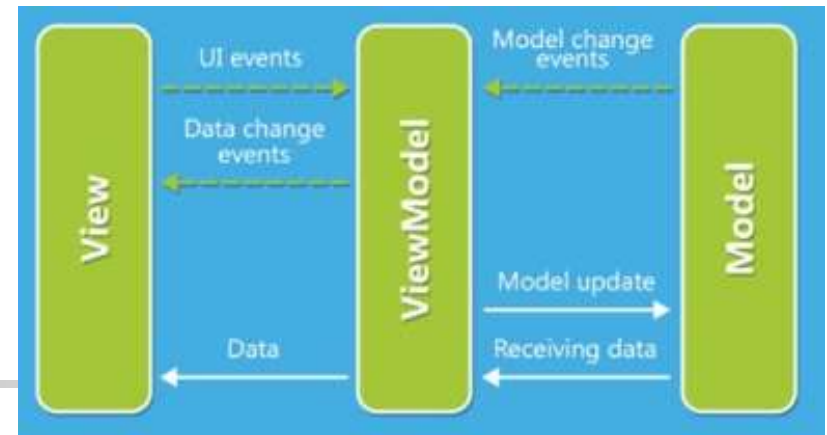 View
UI events
Data change
events
Data
ViewModel
Model change
events
Model update
Receiving data
Model